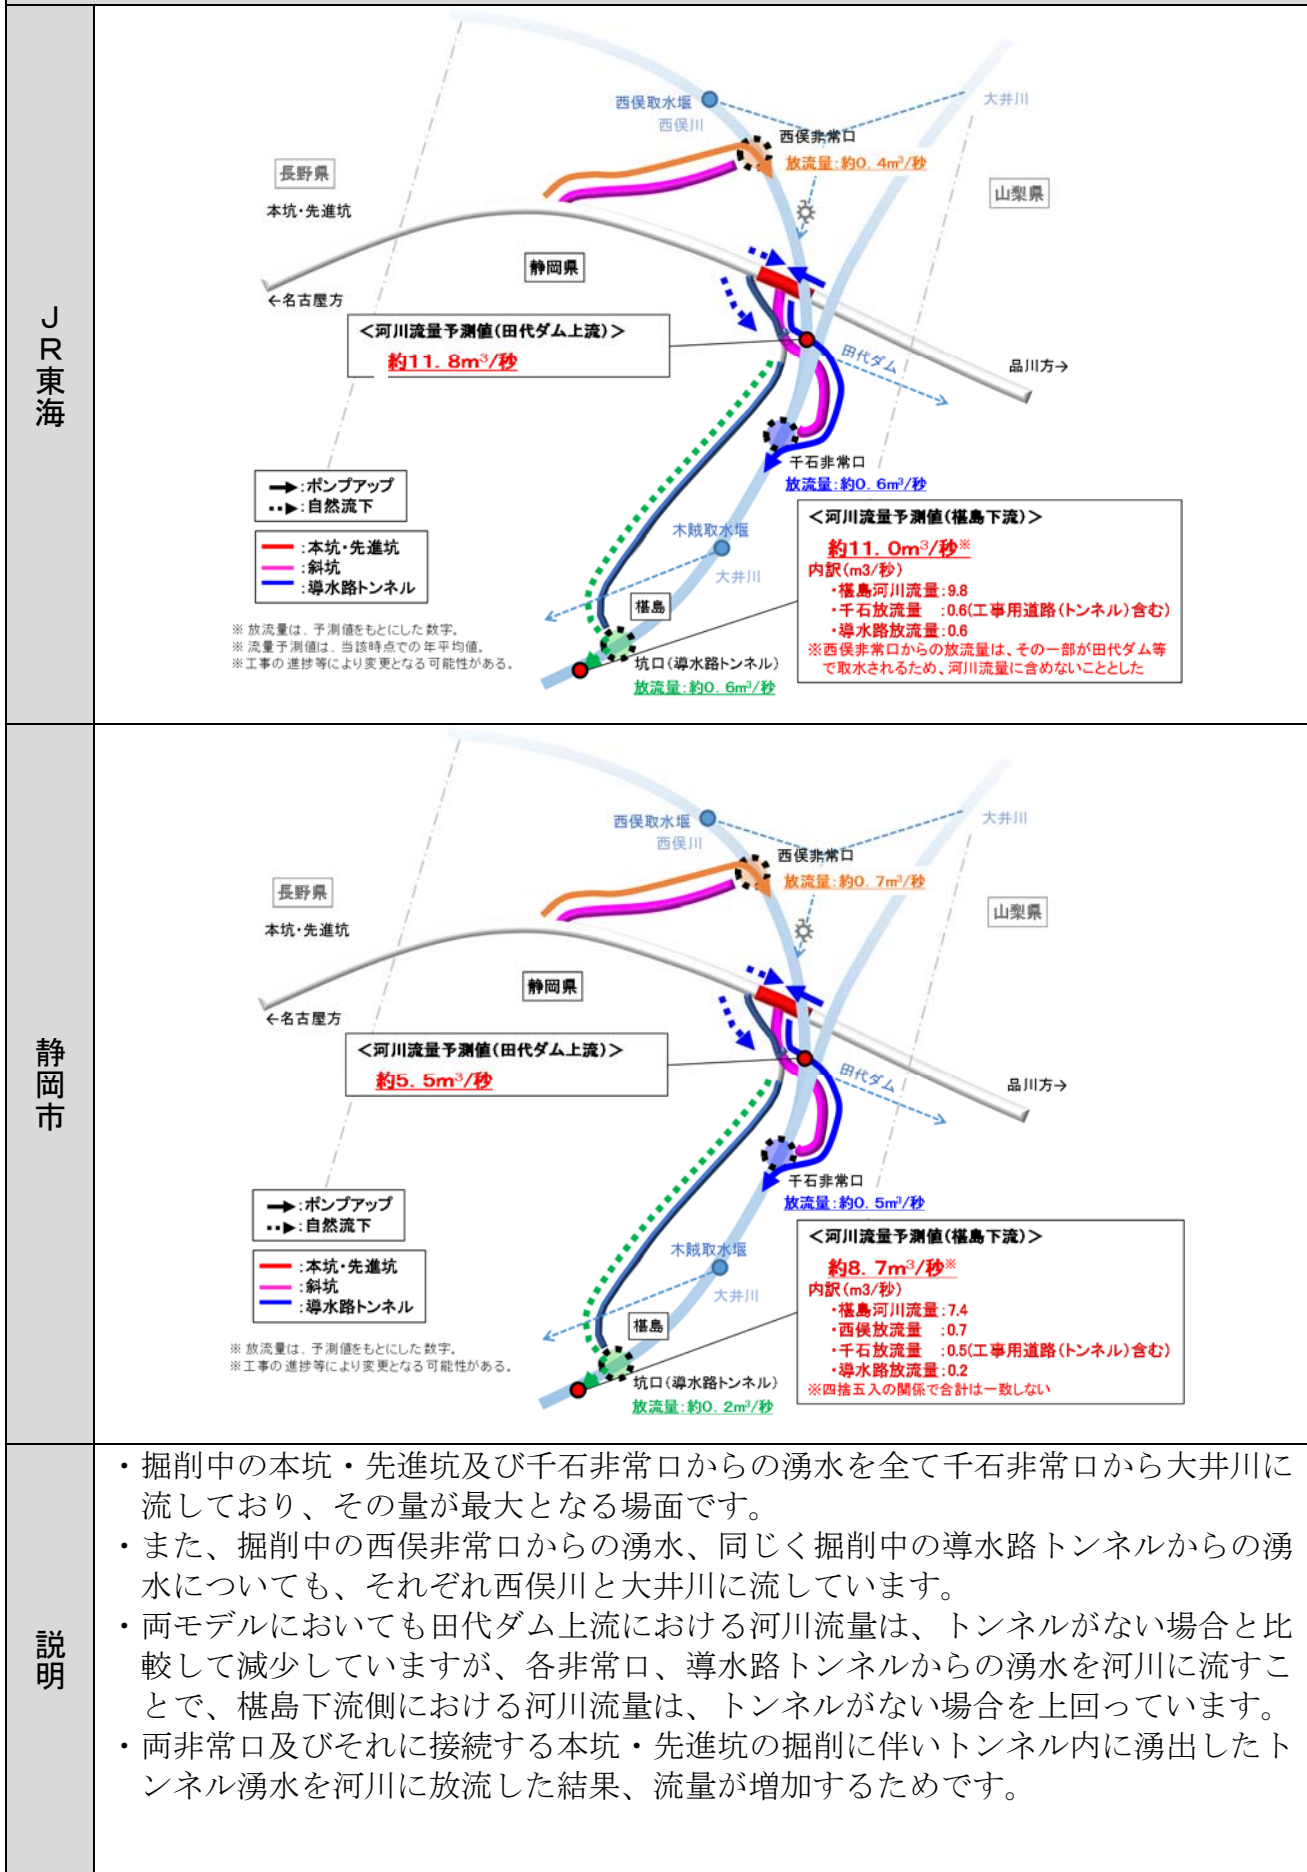 JR東海
西俣取水堰
西俣川
大井川
西俣非常口
放流量:約0.4m³/秒
長野県
山梨県
本坑・先進坑
静岡県
←名古屋方
<河川流量予測値(田代ダム上流)>
約11.8m³/秒
田代ダム
品川方→
千石非常口
放流量:約0.6m³/秒
:ポンプアップ
:自然流下
:本坑・先進坑
:斜坑
:導水路トンネル
※ 放流量は、予測値をもとにした数字。
※ 流量予測値は、当該時点での年平均値。
※工事の進捗等により変更となる可能性がある。
木賊取水堰
大井川
椹島
坑口(導水路トンネル)
放流量:約0.6m³/秒
<河川流量予測値(椹島下流)>
約11.0m³/秒※
内訳(m3/秒)
・椹島河川流量:9.8
・千石放流量 :0.6(工事用道路(トンネル)含む)
・導水路放流量:0.6
※西俣非常口からの放流量は、その一部が田代ダム等
で取水されるため、河川流量に含めないこととした
静岡市
西俣取水堰
西俣川
大井川
西俣非常口
放流量:約0.7m³/秒
長野県
山梨県
本坑・先進坑
静岡県
←名古屋方
<河川流量予測値(田代ダム上流)>
約5.5m³/秒
田代ダム
品川方→
千石非常口
放流量:約0.5m³/秒
:ポンプアップ
:自然流下
:本坑・先進坑
:斜坑
:導水路トンネル
※ 放流量は、予測値をもとにした数字。
※工事の進捗等により変更となる可能性がある。
木賊取水堰
大井川
椹島
坑口(導水路トンネル)
放流量:約0.2m³/秒
<河川流量予測値(椹島下流)>
約8.7m³/秒※
内訳(m3/秒)
・椹島河川流量:7.4
・西俣放流量 :0.7
・千石放流量 :0.5(工事用道路(トンネル)含む)
・導水路放流量:0.2
※四捨五入の関係で合計は一致しない
説明
・掘削中の本坑・先進坑及び千石非常口からの湧水を全て千石非常口から大井川に
流しており、その量が最大となる場面です。
・また、掘削中の西俣非常口からの湧水、同じく掘削中の導水路トンネルからの湧
水についても、それぞれ西俣川と大井川に流しています。
・両モデルにおいても田代ダム上流における河川流量は、トンネルがない場合と比
較して減少していますが、各非常口、導水路トンネルからの湧水を河川に流すこ
とで、椹島下流側における河川流量は、トンネルがない場合を上回っています。
・両非常口及びそれに接続する本坑・先進坑の掘削に伴いトンネル内に湧出したト
ンネル湧水を河川に放流した結果、流量が増加するためです。